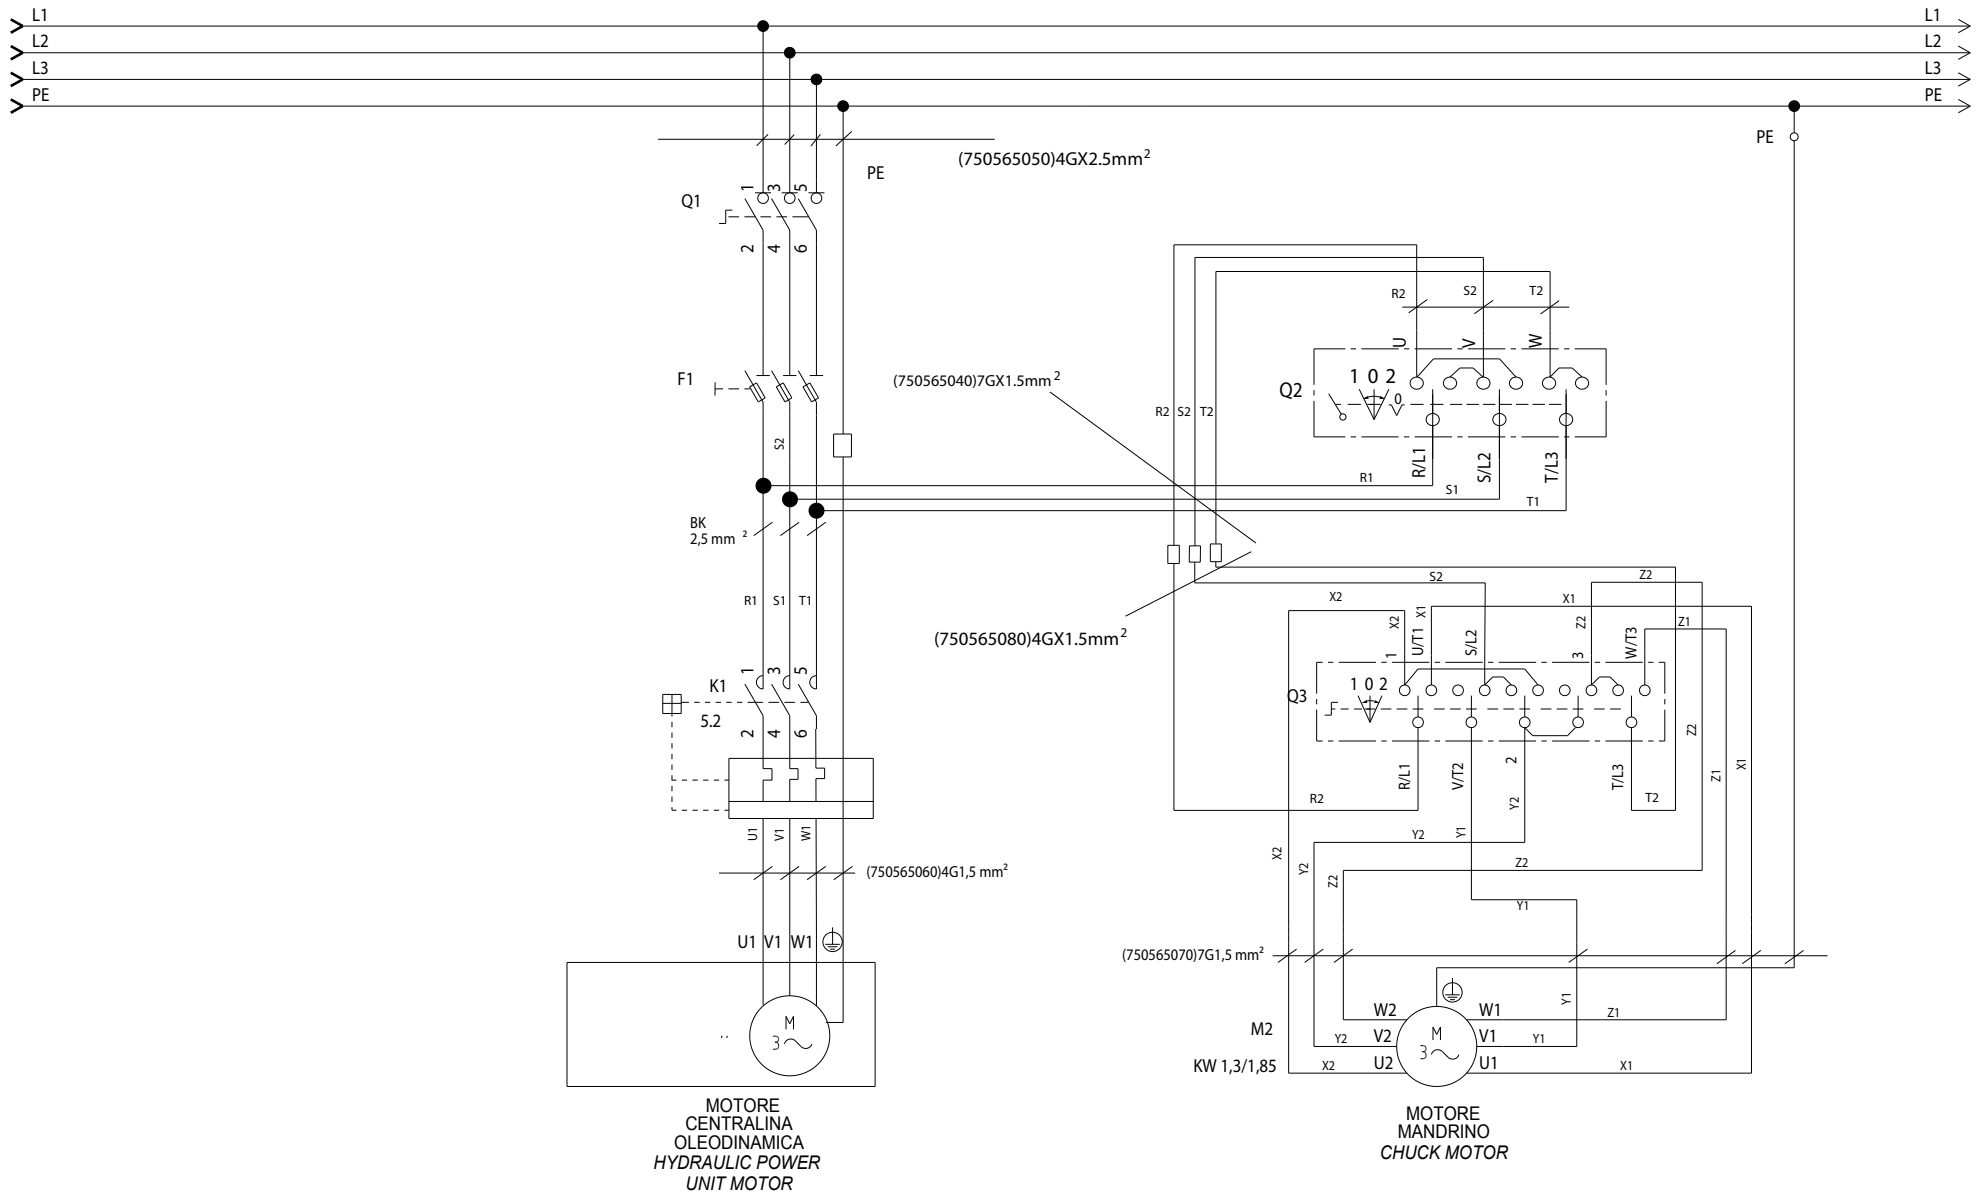 L1 L1
L2 L2
L3 L3
PE PE
PE
(750565050)4GX2.5mm²
PE
Q1
1 3 5
2 4 6
R2 S2 T2
U V W
F1
(750565040)7GX1.5mm²
Q2
1 0 2
0
R2 S2 T2
S2
R/L1 S/L2 T/L3
R1
S1
T1
BK
2,5 mm²
R1 S1 T1
S2
Z2
X2
X1
Z1
X2 X1 Z2
(750565080)4GX1.5mm²
1 U/T1 S/L2 3 W/T3
K1
5.2
1 3 5
2 4 6
Q3
1 0 2
Z2
Z1
X1
R/L1 V/T2 2 T/L3
R2
Y2
T2
U1 V1 W1
Y2
Y1
X2
Y2
Z2
Z2
(750565060)4G1,5 mm²
Y1
U1 V1 W1
(750565070)7G1,5 mm²
Y1
W2 W1
Z1
M
3
M2
Y2
V2
M
3
V1
Y1
KW 1,3/1,85
X2
U2 U1
X1
MOTORE
CENTRALINA
OLEODINAMICA
HYDRAULIC POWER
UNIT MOTOR
MOTORE
MANDRINO
CHUCK MOTOR